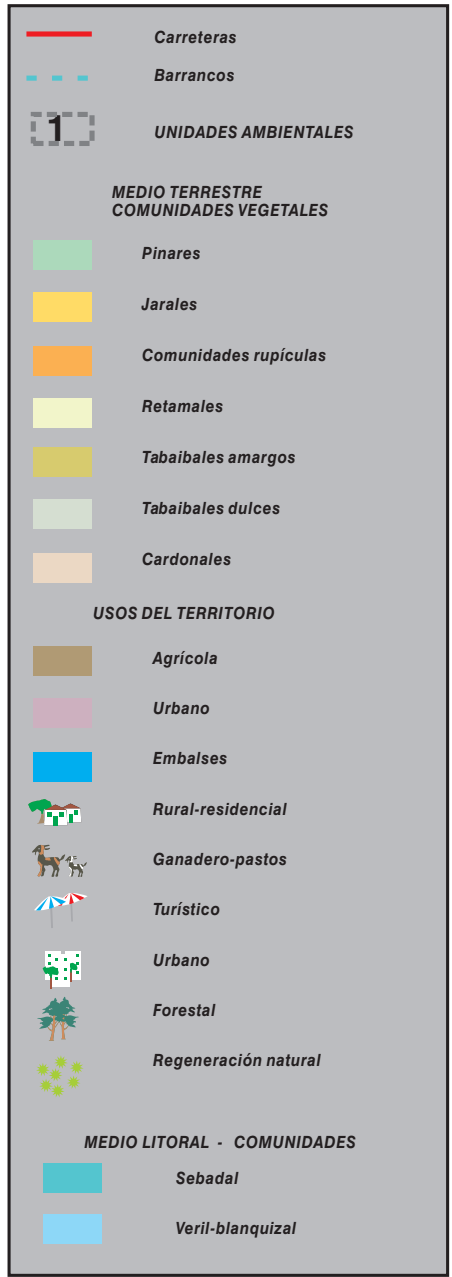 Carreteras
Barrancos
1 UNIDADES AMBIENTALES
MEDIO TERRESTRE
COMUNIDADES VEGETALES
Pinares
Jarales
Comunidades rupículas
Retamales
Tabaibales amargos
Tabaibales dulces
Cardonales
USOS DEL TERRITORIO
Agrícola
Urbano
Embalses
Rural-residencial
Ganadero-pastos
Turístico
Urbano
Forestal
Regeneración natural
MEDIO LITORAL - COMUNIDADES
Sebadal
Veril-blanquizal